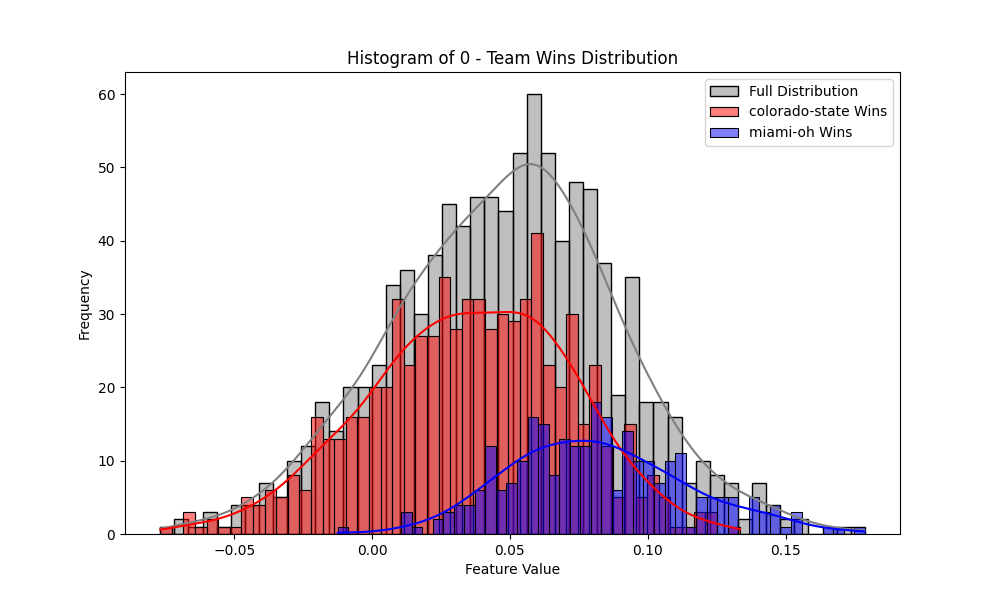 Histogram of 0 - Team Wins Distribution
Full Distribution
colorado-state Wins
miami-oh Wins
Frequency
60
50
40
30
20
10
0
−0.05
0.00
0.05
0.10
0.15
Feature Value